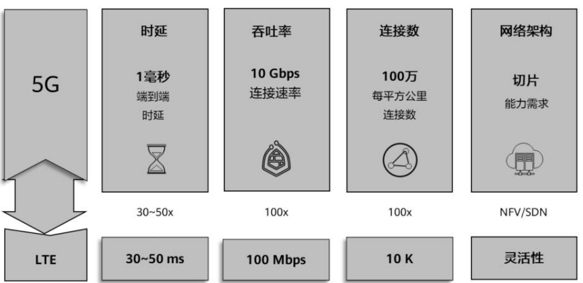 5G
时延
1毫秒
端到端
时延
吞吐率
10 Gbps
连接速率
连接数
100万
每平方公里
连接数
网络架构
切片
能力需求
30~50x
100x
100x
NFV/SDN
LTE
30~50 ms
100 Mbps
10 K
灵活性